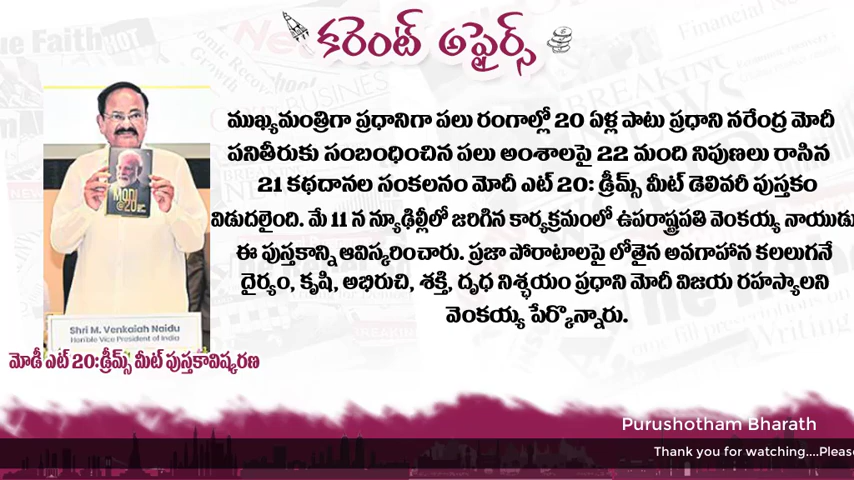 కరెంట్ అఫైర్స్
ముఖ్యమంత్రిగా ప్రధానిగా పలు రంగాల్లో 20 ఏళ్ల పాటు ప్రధాని నరేంద్ర మోదీ
పనితీరుకు సంబంధించిన పలు అంశాలపై 22 మంది నిపుణలు రాసిన
21 కథదానల సంకలనం మోదీ ఎట్ 20: డ్రీమ్స్ మీట్ డెలివరీ పుస్తకం
విడుదలైంది. మే 11 న న్యూఢిల్లీలో జరిగిన కార్యక్రమంలో ఉపరాష్ట్రపతి వెంకయ్య నాయుడు
ఈ పుస్తకాన్ని ఆవిస్కరించారు. ప్రజా పోరాటాలపై లోతైన అవగాహాన కలలుగనే
ధైర్యం, కృషి, అభిరుచి, శక్తి, దృఢ నిశ్చయం ప్రధాని మోదీ విజయ రహస్యాలని
వెంకయ్య పేర్కొన్నారు.
MODI
@20
Shri M. Venkaiah Naidu
Hon'ble Vice President of India
మోడీ ఎట్ 20:డ్రీమ్స్ మీట్ పుస్తకావిష్కరణ
Purushotham Bharath
Thank you for watching....Please